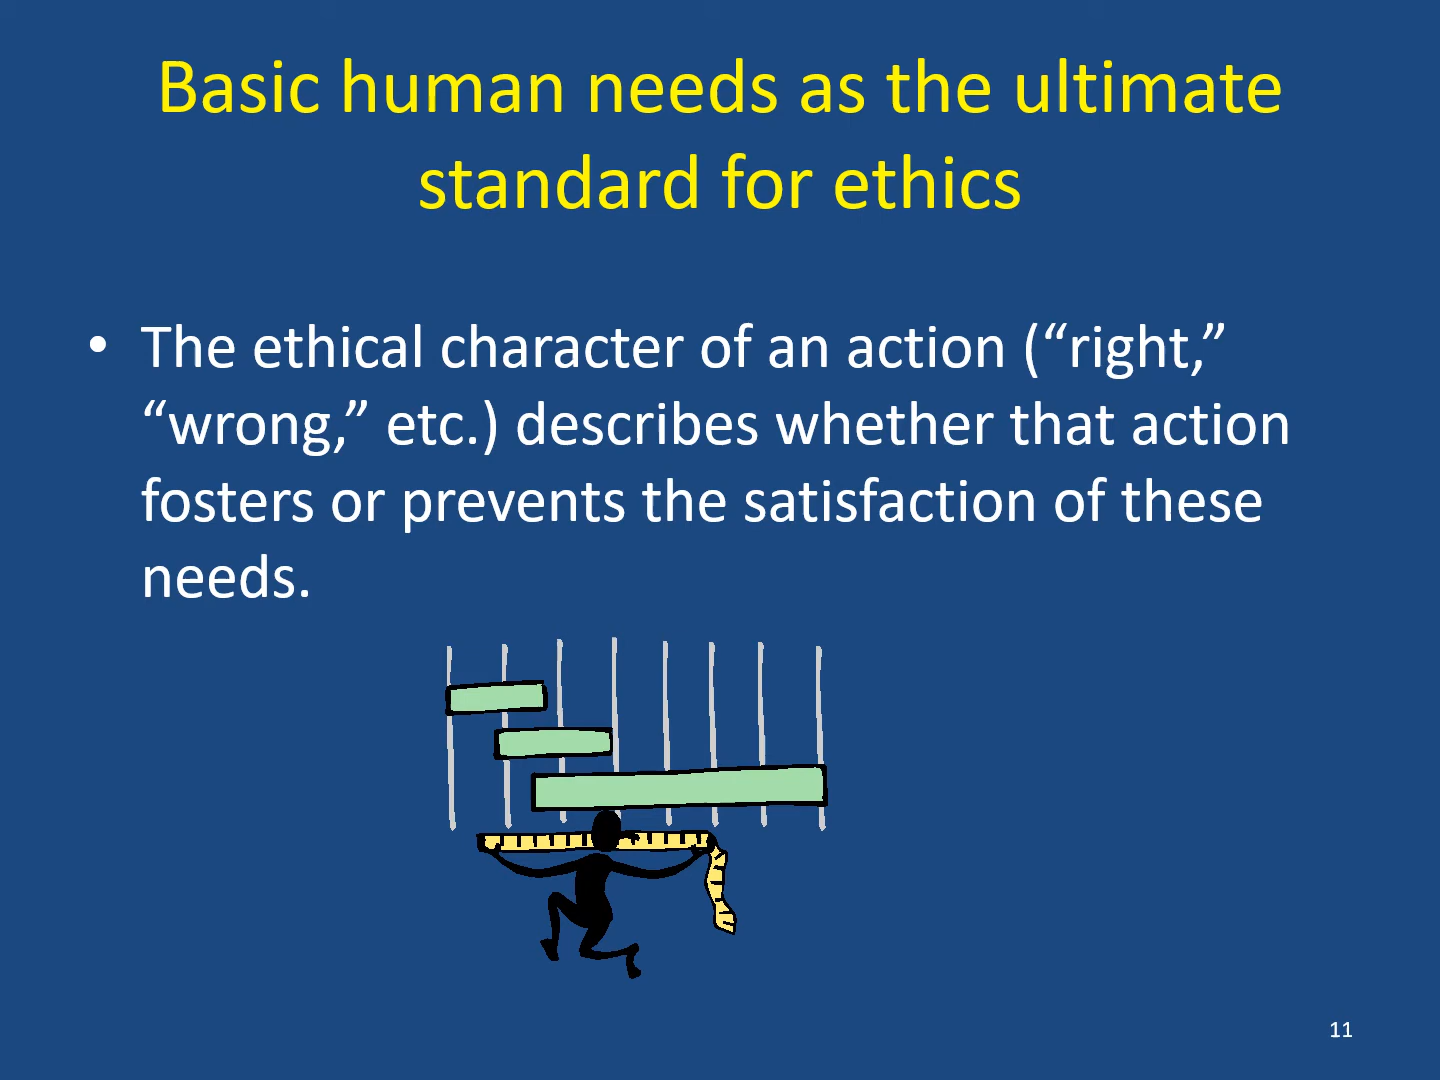 Basic human needs as the ultimate
standard for ethics
• The ethical character of an action (“right,”
“wrong,” etc.) describes whether that action
fosters or prevents the satisfaction of these
needs.
11